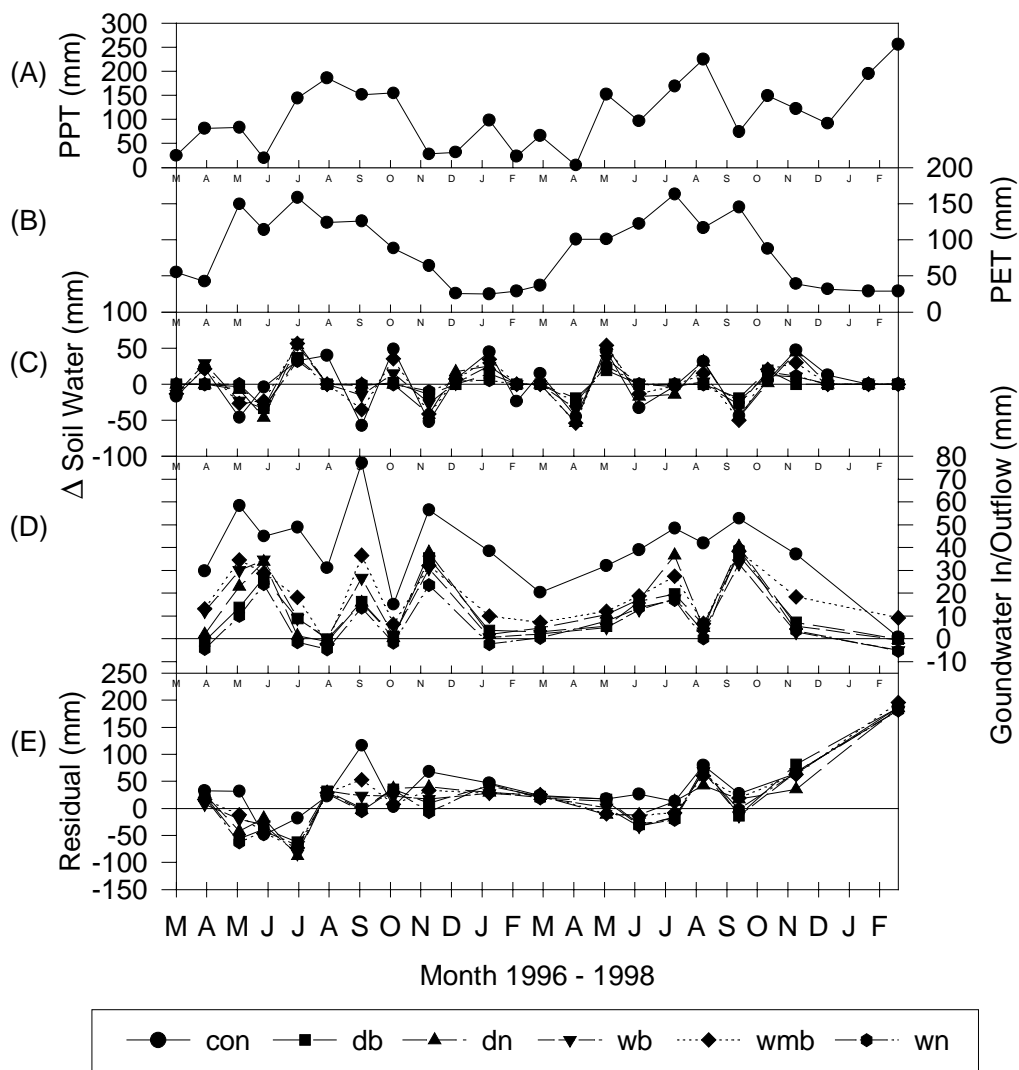 (A)
PPT (mm)
300
250
200
150
100
50
0
M A M J J A S O N D J F M A M J J A S O N D J F
(B)
PET (mm)
200
150
100
50
0
M A M J J A S O N D J F M A M J J A S O N D J F
(C)
Δ Soil Water (mm)
100
50
0
-50
-100
M A M J J A S O N D J F M A M J J A S O N D J F
(D)
Goundwater In/Outflow (mm)
80
70
60
50
40
30
20
10
0
-10
M A M J J A S O N D J F M A M J J A S O N D J F
(E)
Residual (mm)
250
200
150
100
50
0
-50
-100
-150
M A M J J A S O N D J F M A M J J A S O N D J F
Month 1996 - 1998
con db dn wb wmb wn